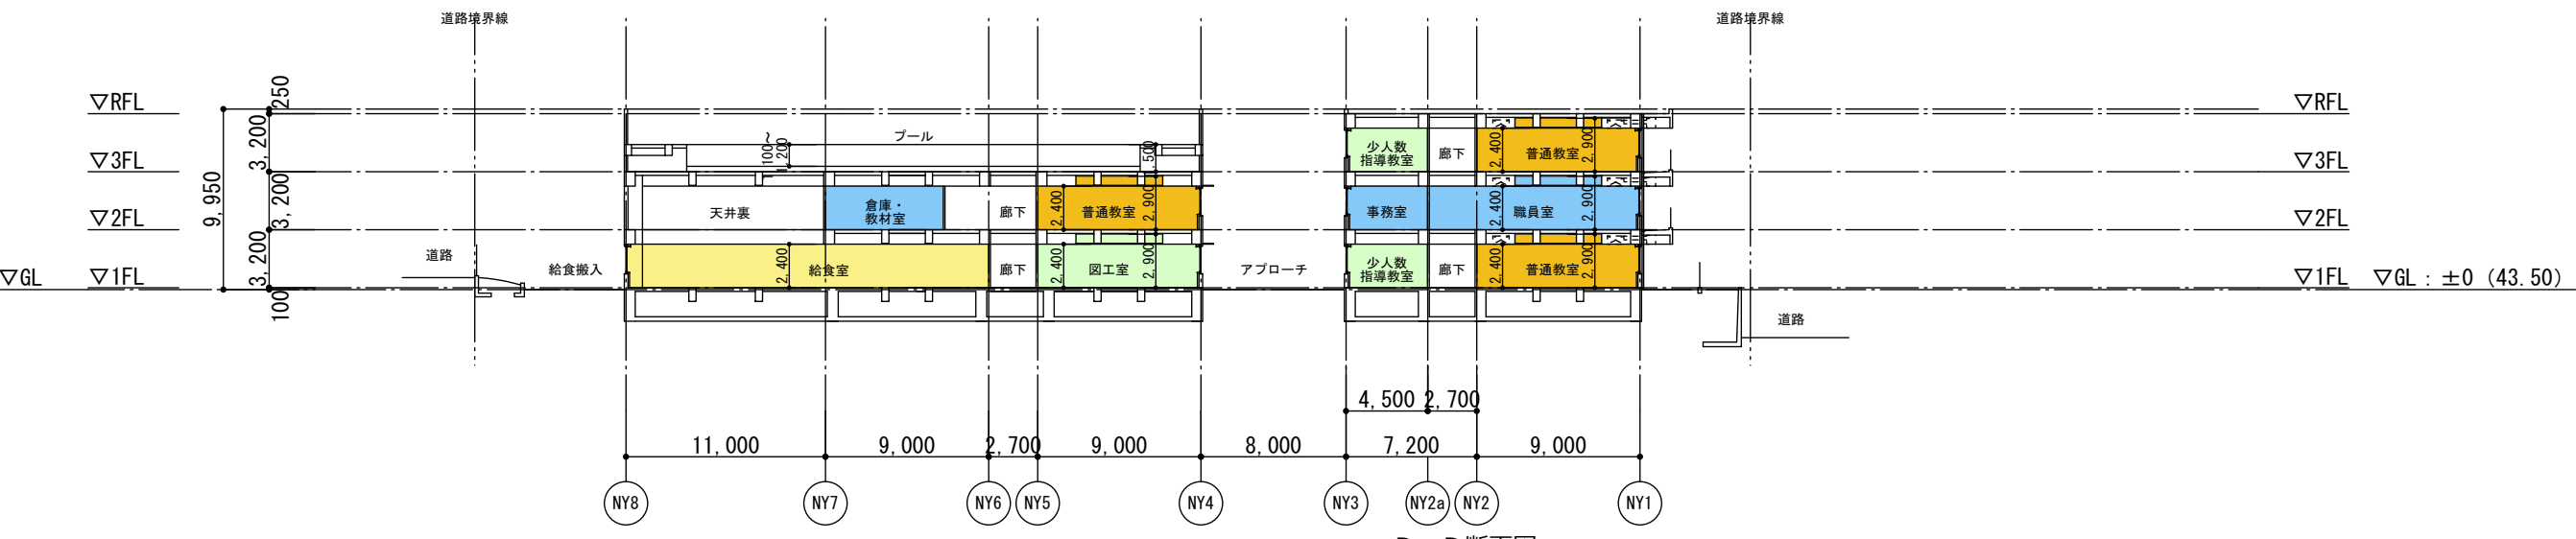 道路境界線
道路境界線
▽RFL
250
▽RFL
3,200
プール
100~
1,200
500
少人数
指導教室
廊下
2,400
普通教室
2,900
▽3FL
▽3FL
9,950
3,200
天井裏
倉庫・
教材室
廊下
2,400
普通教室
2,900
事務室
2,400
職員室
2,900
▽2FL
▽2FL
道路
3,200
給食搬入
2,400
給食室
廊下
2,400
図工室
2,900
アプローチ
少人数
指導教室
廊下
2,400
普通教室
2,900
▽GL
▽1FL
▽1FL
▽GL : ±0 (43.50)
100
道路
4,500
2,700
11,000
9,000
2,700
9,000
8,000
7,200
9,000
NY8
NY7
NY6
NY5
NY4
NY3
NY2a
NY2
NY1